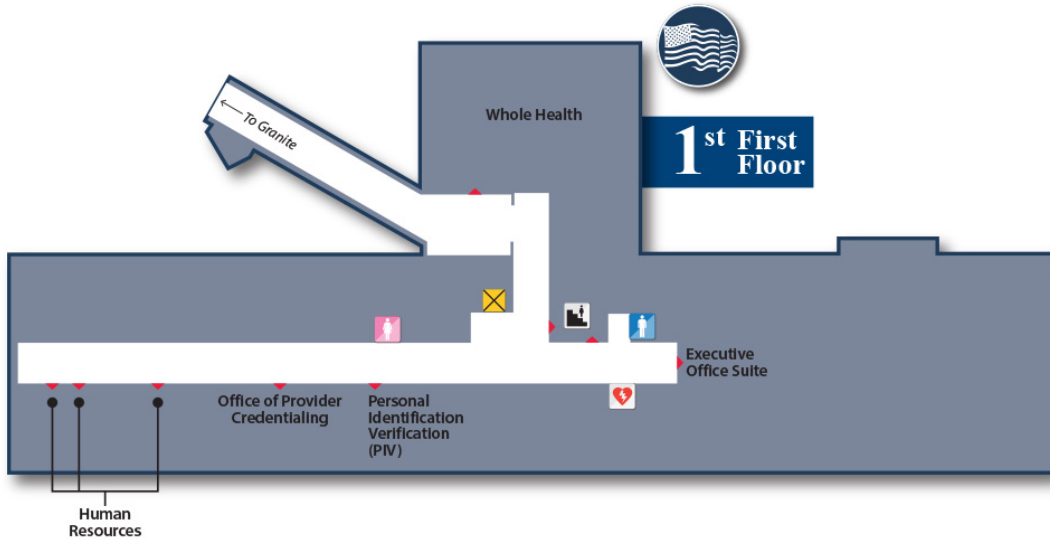 Whole Health
1st First
Floor
←To Granite
Executive
Office Suite
Office of Provider
Credentialing
Personal
Identification
Verification
(PIV)
Human
Resources